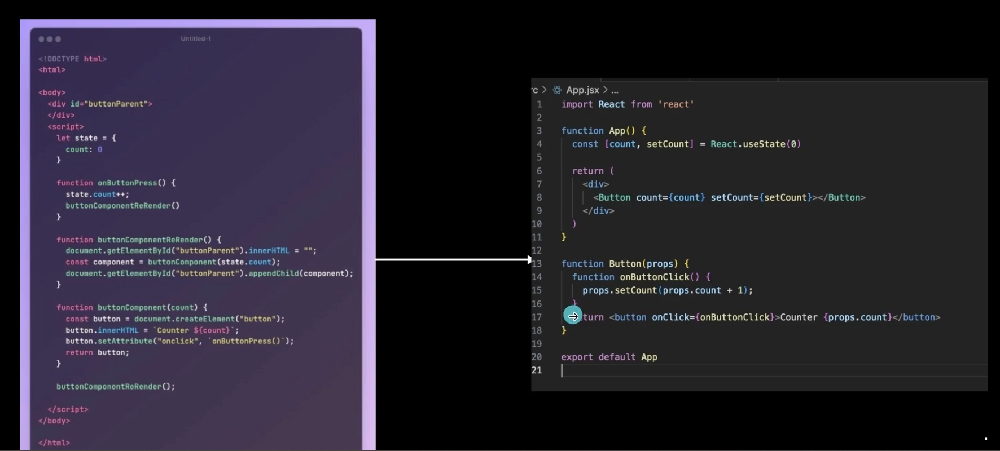 Untitled-1
<!DOCTYPE html>
<html>
<body>
<div id="buttonParent">
</div>
<script>
let state = {
count: 0
}
function onButtonPress() {
state.count++;
buttonComponentReRender()
}
function buttonComponentReRender() {
document.getElementById("buttonParent").innerHTML = "";
const component = buttonComponent(state.count);
document.getElementById("buttonParent").appendChild(component);
}
function buttonComponent(count) {
const button = document.createElement("button");
button.innerHTML = `Counter ${count}`;
button.setAttribute("onclick", `onButtonPress()`);
return button;
}
buttonComponentReRender();
</script>
</body>
</html>
rc > App.jsx > ...
1 import React from 'react'
2
3 function App() {
4 const [count, setCount] = React.useState(0)
5
6 return (
7 <div>
8 <Button count={count} setCount={setCount}></Button>
9 </div>
10 )
11 }
12
13 function Button(props) {
14 function onButtonClick() {
15 props.setCount(props.count + 1);
16 }
17 turn <button onClick={onButtonClick}>Counter {props.count}</button>
18 }
19
20 export default App
21